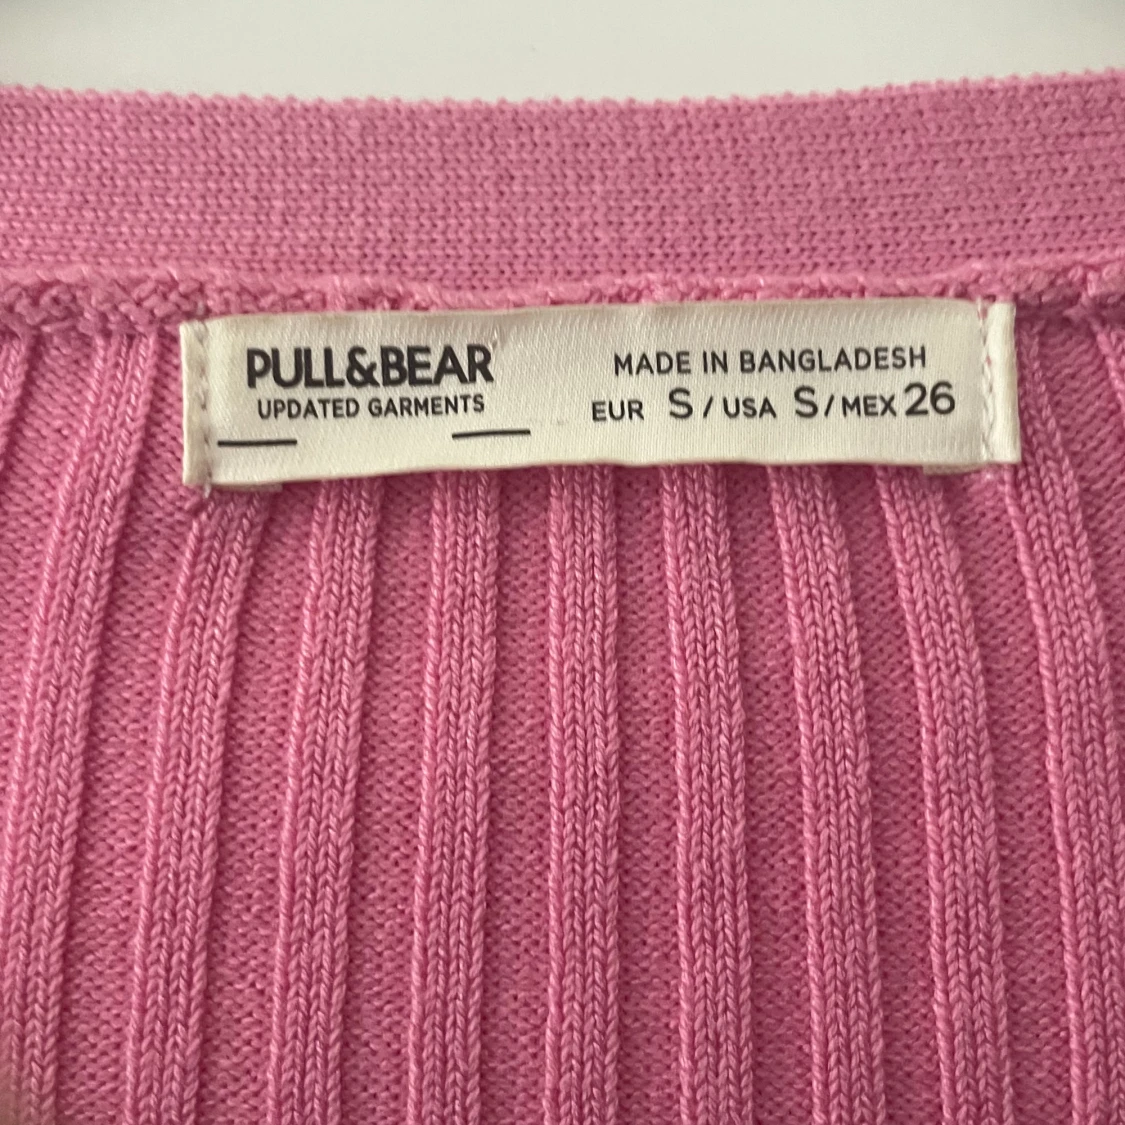 PULL&BEAR
UPDATED GARMENTS
MADE IN BANGLADESH
EUR S / USA S / MEX 26